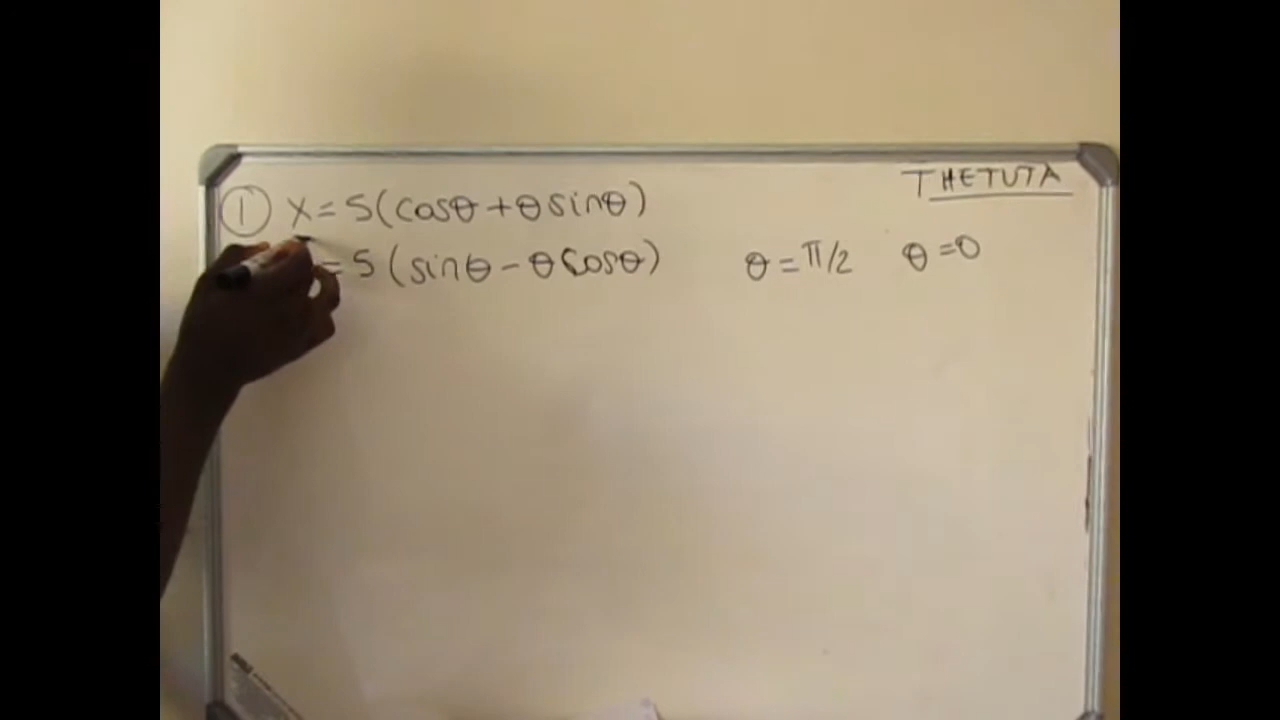 THETUTA
① x = 5(cosθ + θ sinθ)
= 5 (sinθ - θ cosθ) θ = π/2 θ = 0